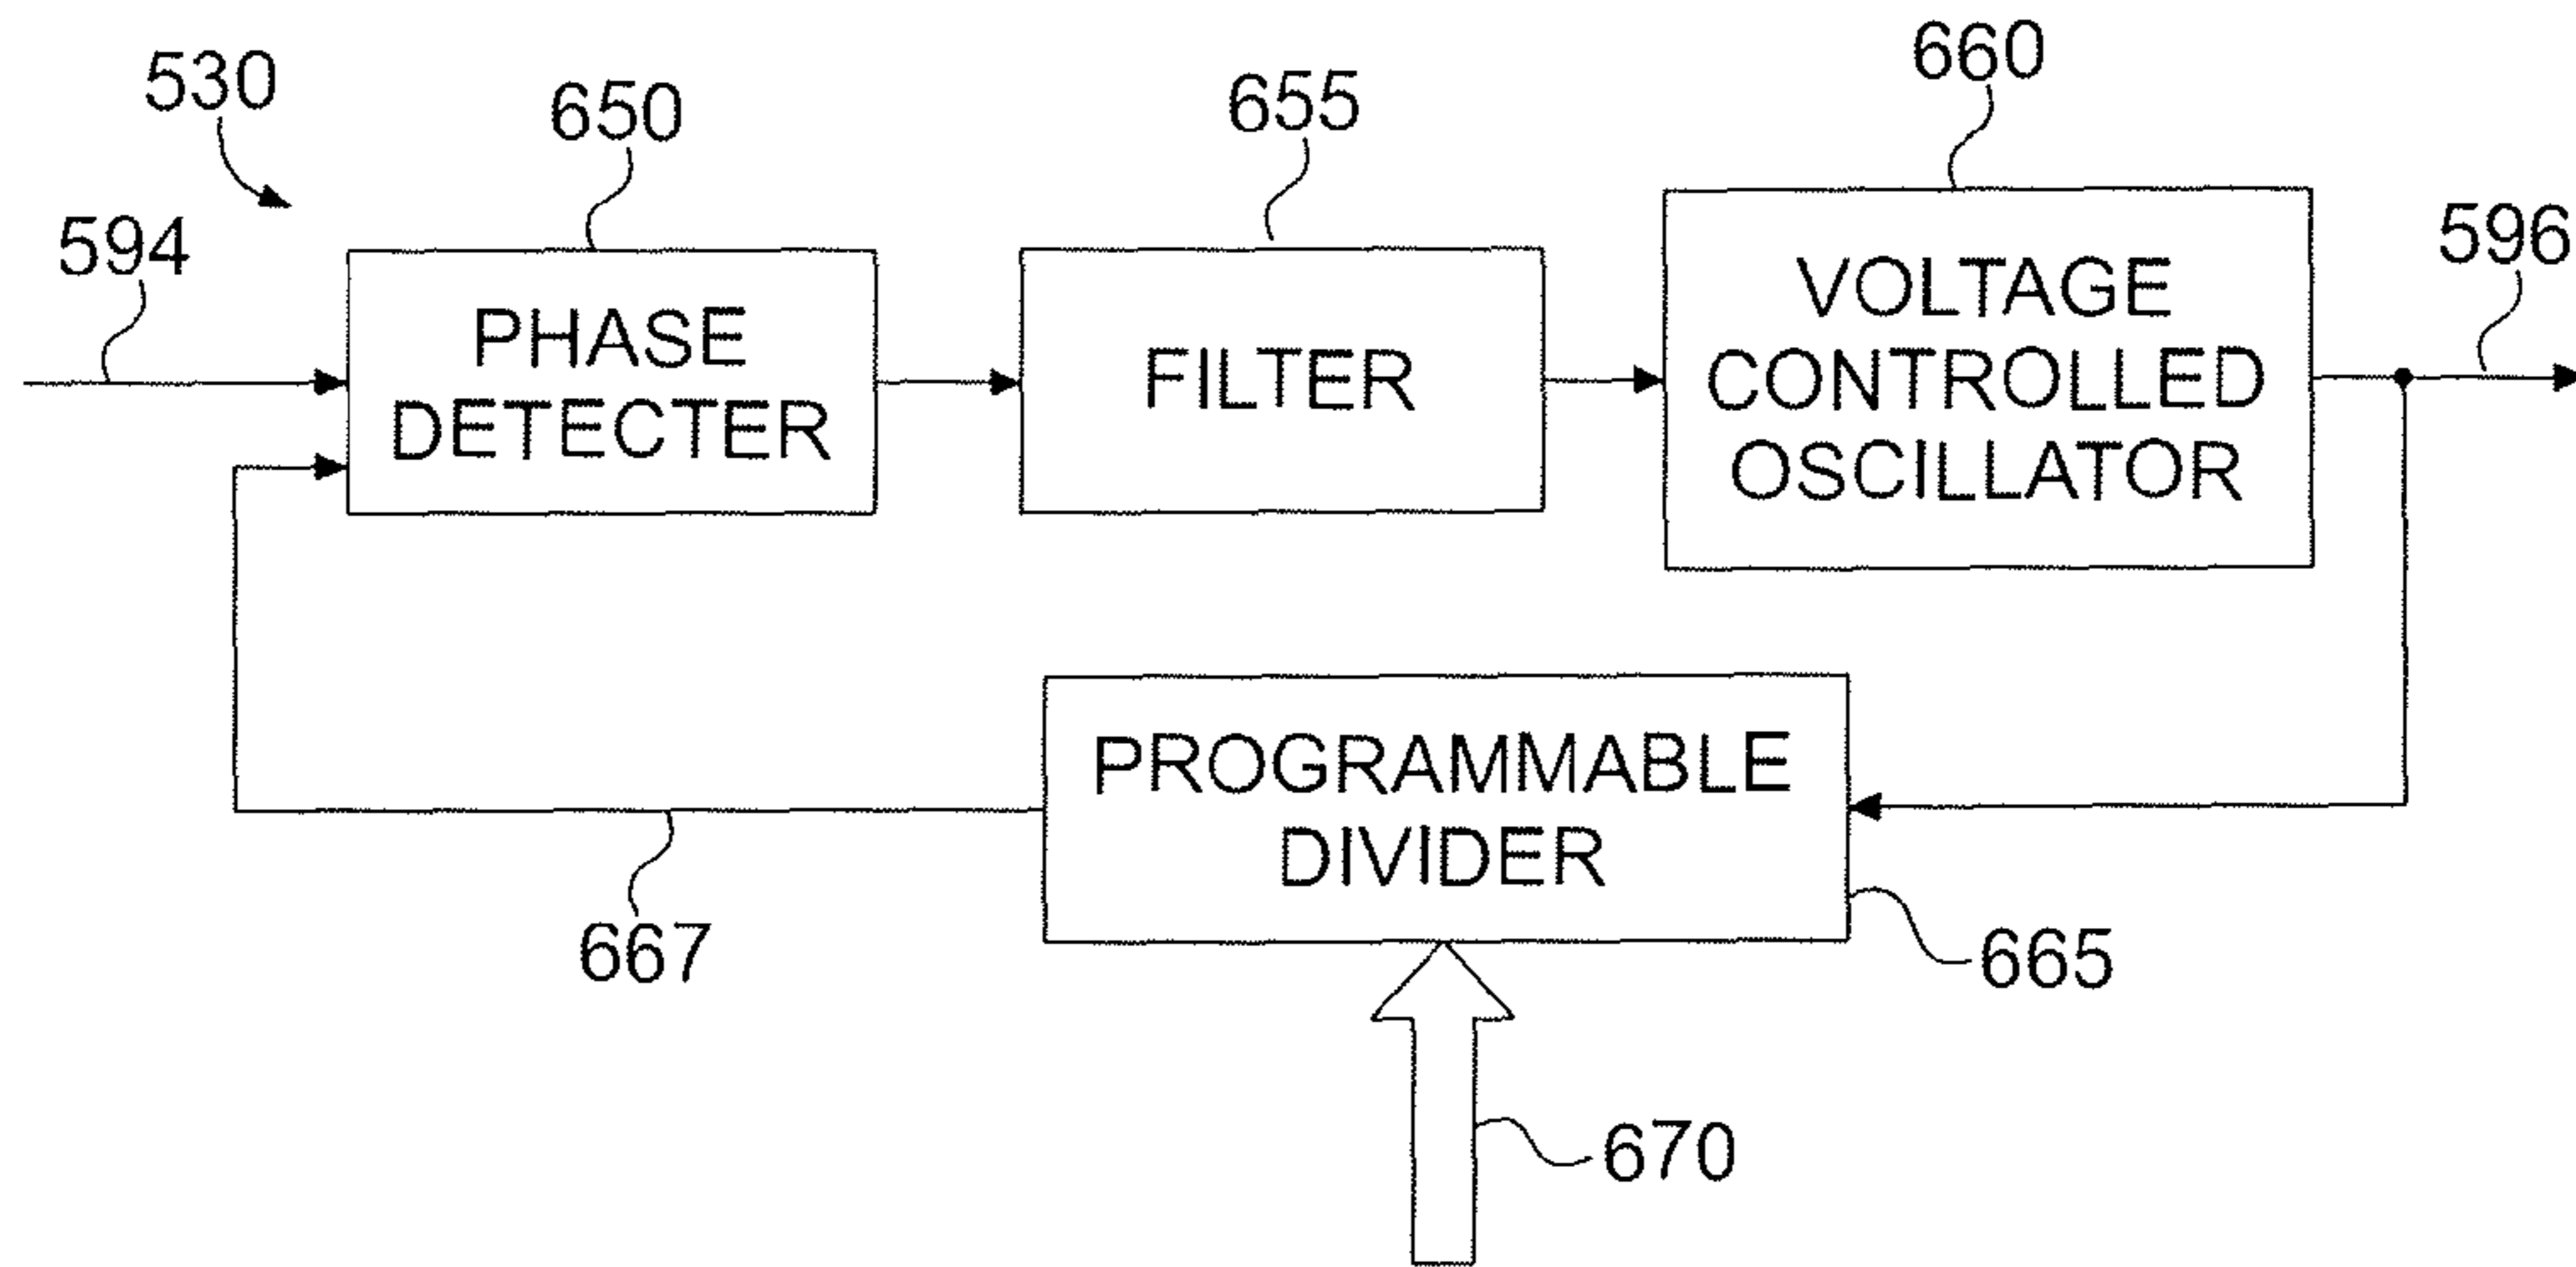 530
650
655
660
594
596
PHASE
DETECTER
FILTER
VOLTAGE
CONTROLLED
OSCILLATOR
PROGRAMMABLE
DIVIDER
667
665
670